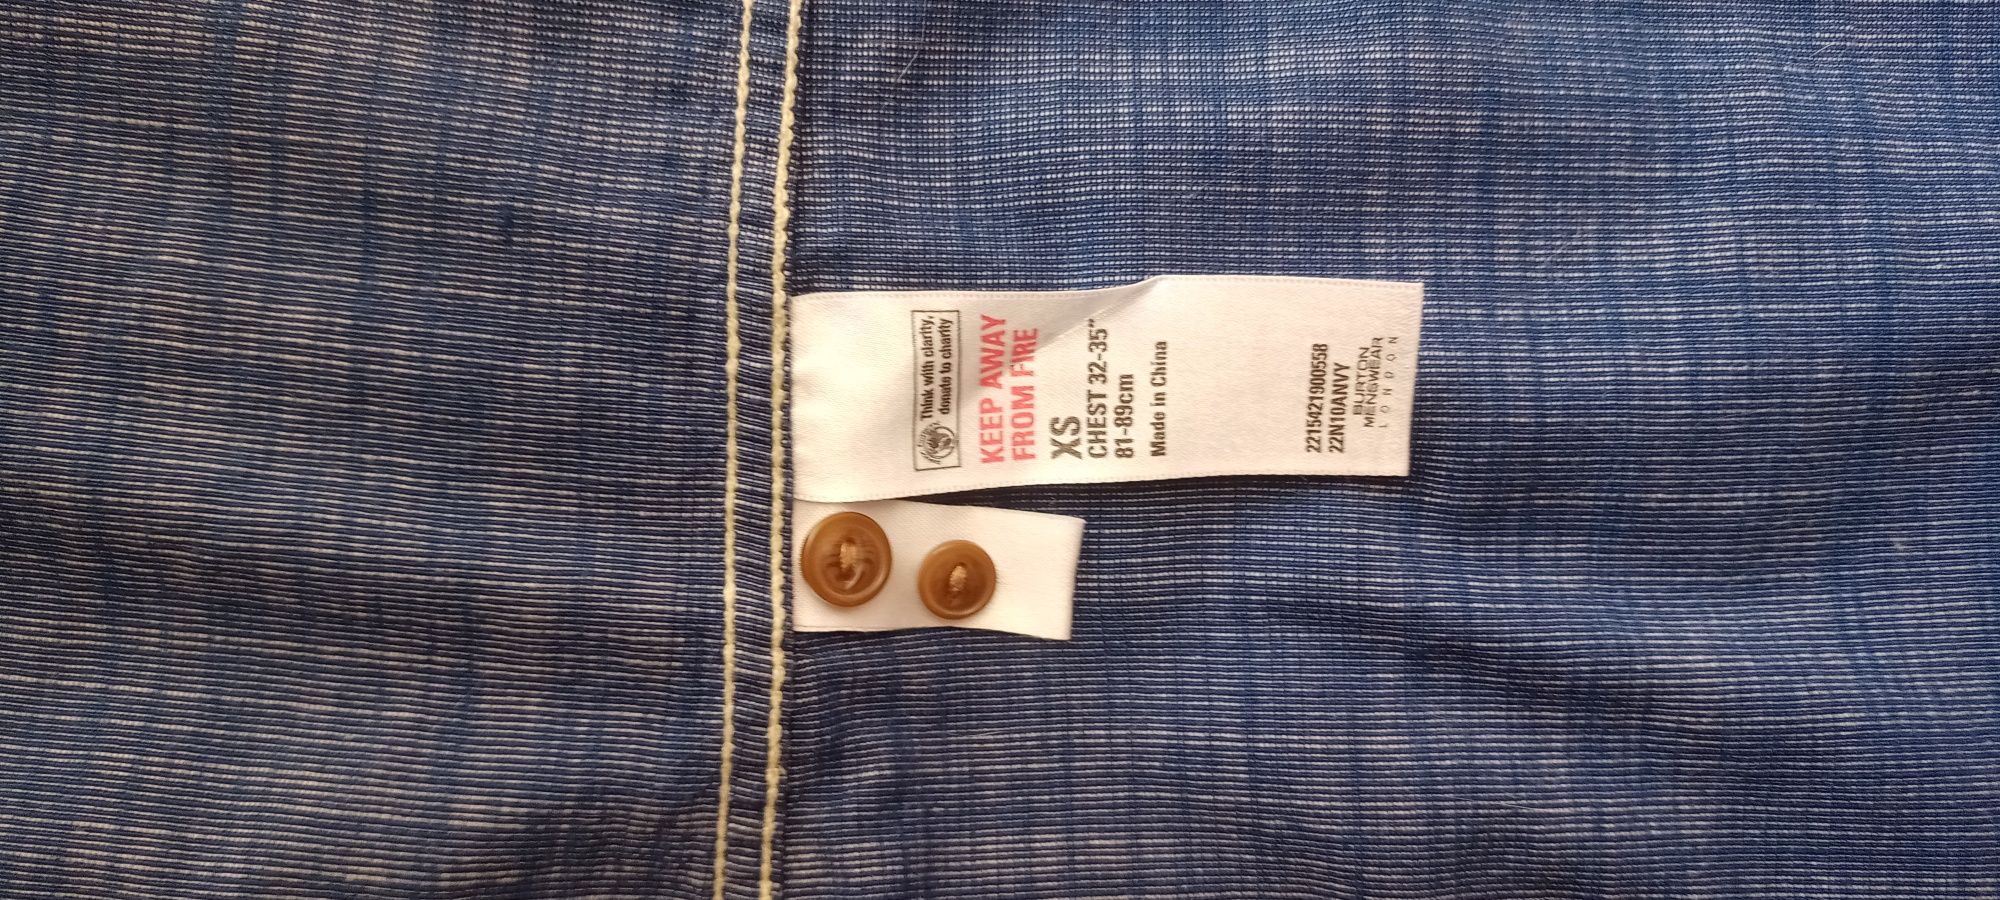 Think with clarity,
donate to charity
KEEP AWAY
FROM FIRE
XS
CHEST 32-35"
81-89cm
Made in China
2215421900558
22N10ANVY
BURTON
MENSWEAR
LONDON